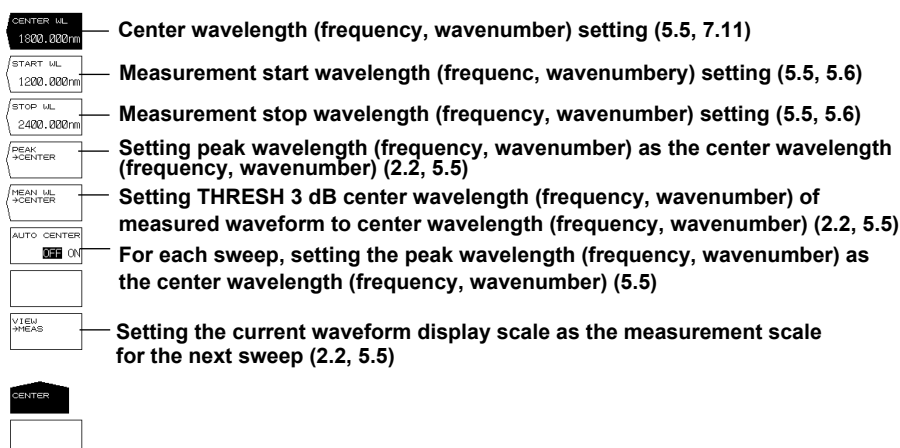 CENTER WL
1800.000nm
Center wavelength (frequency, wavenumber) setting (5.5, 7.11)
START WL
1200.000nm
Measurement start wavelength (frequenc, wavenumbery) setting (5.5, 5.6)
STOP WL
2400.000nm
Measurement stop wavelength (frequency, wavenumber) setting (5.5, 5.6)
PEAK
→CENTER
Setting peak wavelength (frequency, wavenumber) as the center wavelength
(frequency, wavenumber) (2.2, 5.5)
MEAN WL
→CENTER
Setting THRESH 3 dB center wavelength (frequency, wavenumber) of
measured waveform to center wavelength (frequency, wavenumber) (2.2, 5.5)
AUTO CENTER
OFF ON
For each sweep, setting the peak wavelength (frequency, wavenumber) as
the center wavelength (frequency, wavenumber) (5.5)
VIEW
→MEAS
Setting the current waveform display scale as the measurement scale
for the next sweep (2.2, 5.5)
CENTER